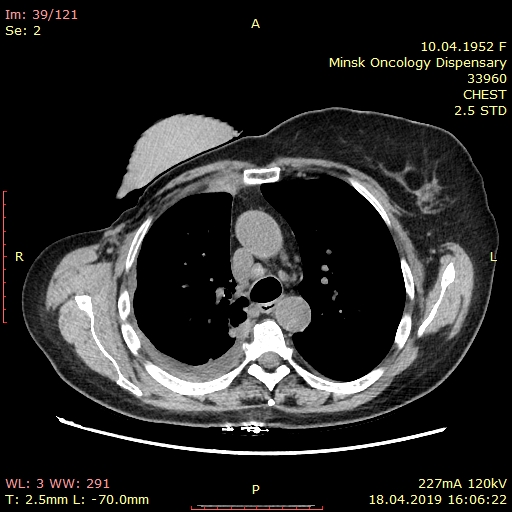 Im: 39/121
Se: 2
A
10.04.1952 F
Minsk Oncology Dispensary
33960
CHEST
2.5 STD
R
L
WL: 3 WW: 291
T: 2.5mm L: -70.0mm
P
227mA 120kV
18.04.2019 16:06:22